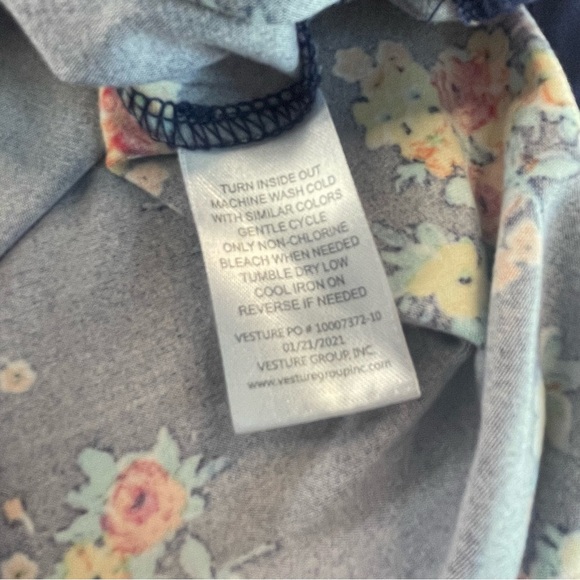 TURN INSIDE OUT
MACHINE WASH COLD
WITH SIMILAR COLORS
GENTLE CYCLE
ONLY NON-CHLORINE
BLEACH WHEN NEEDED
TUMBLE DRY LOW
COOL IRON ON
REVERSE IF NEEDED
VESTURE PO # 10007372-10
01/21/2021
VESTURE GROUP, INC.
www.vesturegroupinc.com